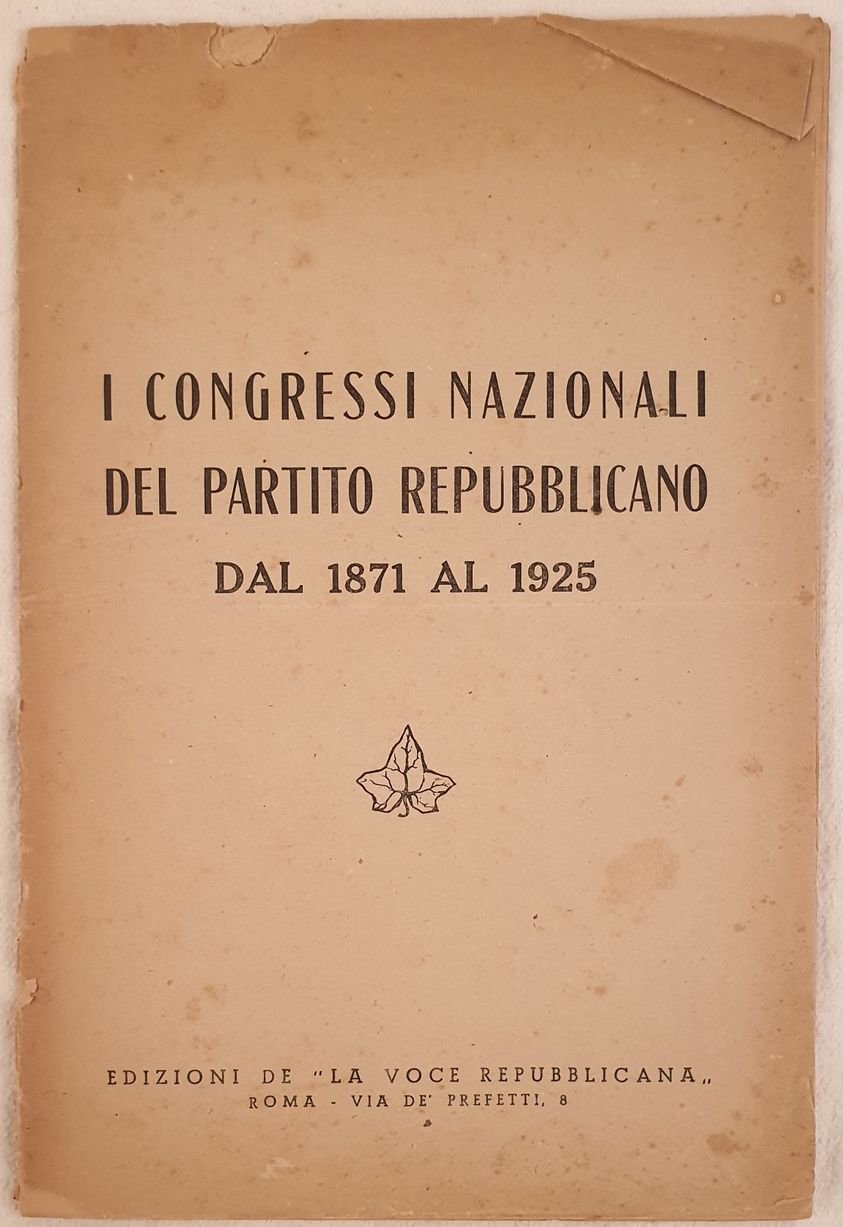 I CONGRESSI NAZIONALI
DEL PARTITO REPUBBLICANO
DAL 1871 AL 1925
EDIZIONI DE "LA VOCE REPUBBLICANA„
ROMA - VIA DE' PREFETTI, 8